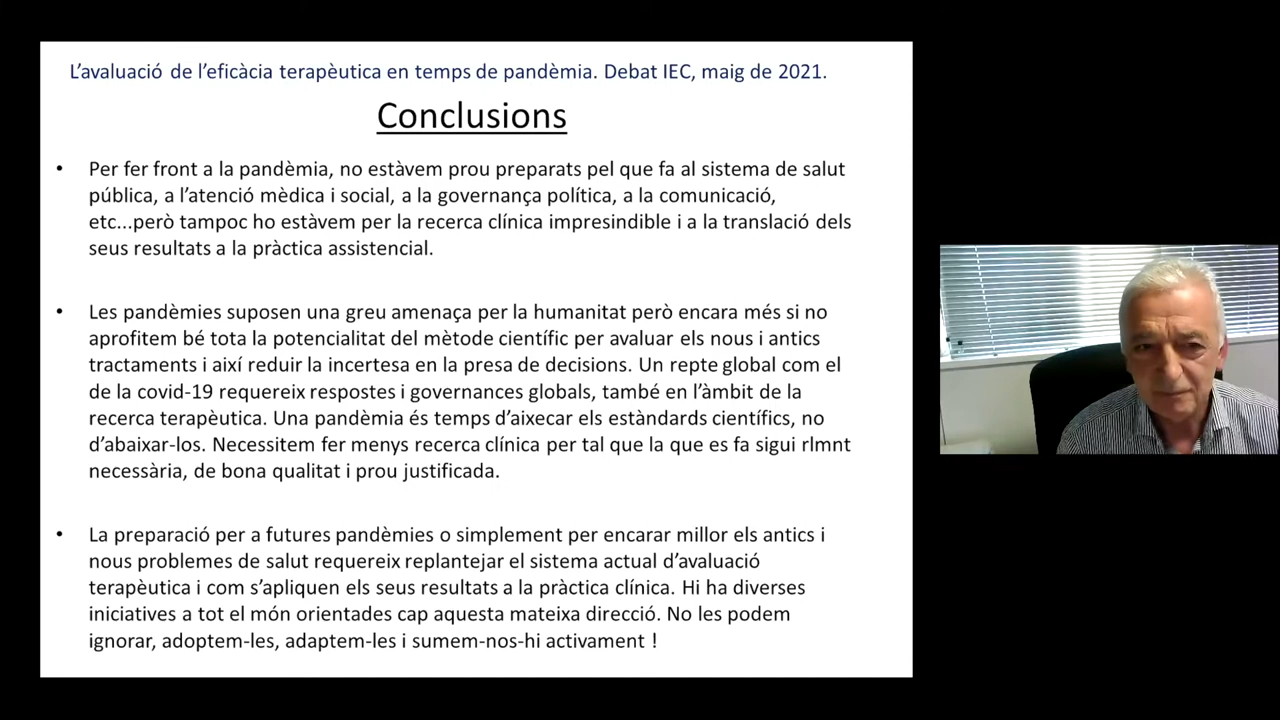 L'avaluació de l'eficàcia terapèutica en temps de pandèmia. Debat IEC, maig de 2021.
Conclusions
• Per fer front a la pandèmia, no estàvem prou preparats pel que fa al sistema de salut
pública, a l'atenció mèdica i social, a la governança política, a la comunicació,
etc...però tampoc ho estàvem per la recerca clínica impresindible i a la translació dels
seus resultats a la pràctica assistencial.
• Les pandèmies suposen una greu amenaça per la humanitat però encara més si no
aprofitem bé tota la potencialitat del mètode científic per avaluar els nous i antics
tractaments i així reduir la incertesa en la presa de decisions. Un repte global com el
de la covid-19 requereix respostes i governances globals, també en l'àmbit de la
recerca terapèutica. Una pandèmia és temps d'aixecar els estàndards científics, no
d'abaixar-los. Necessitem fer menys recerca clínica per tal que la que es fa sigui rlmnt
necessària, de bona qualitat i prou justificada.
• La preparació per a futures pandèmies o simplement per encarar millor els antics i
nous problemes de salut requereix replantejar el sistema actual d'avaluació
terapèutica i com s'apliquen els seus resultats a la pràctica clínica. Hi ha diverses
iniciatives a tot el món orientades cap aquesta mateixa direcció. No les podem
ignorar, adoptem-les, adaptem-les i sumem-nos-hi activament !